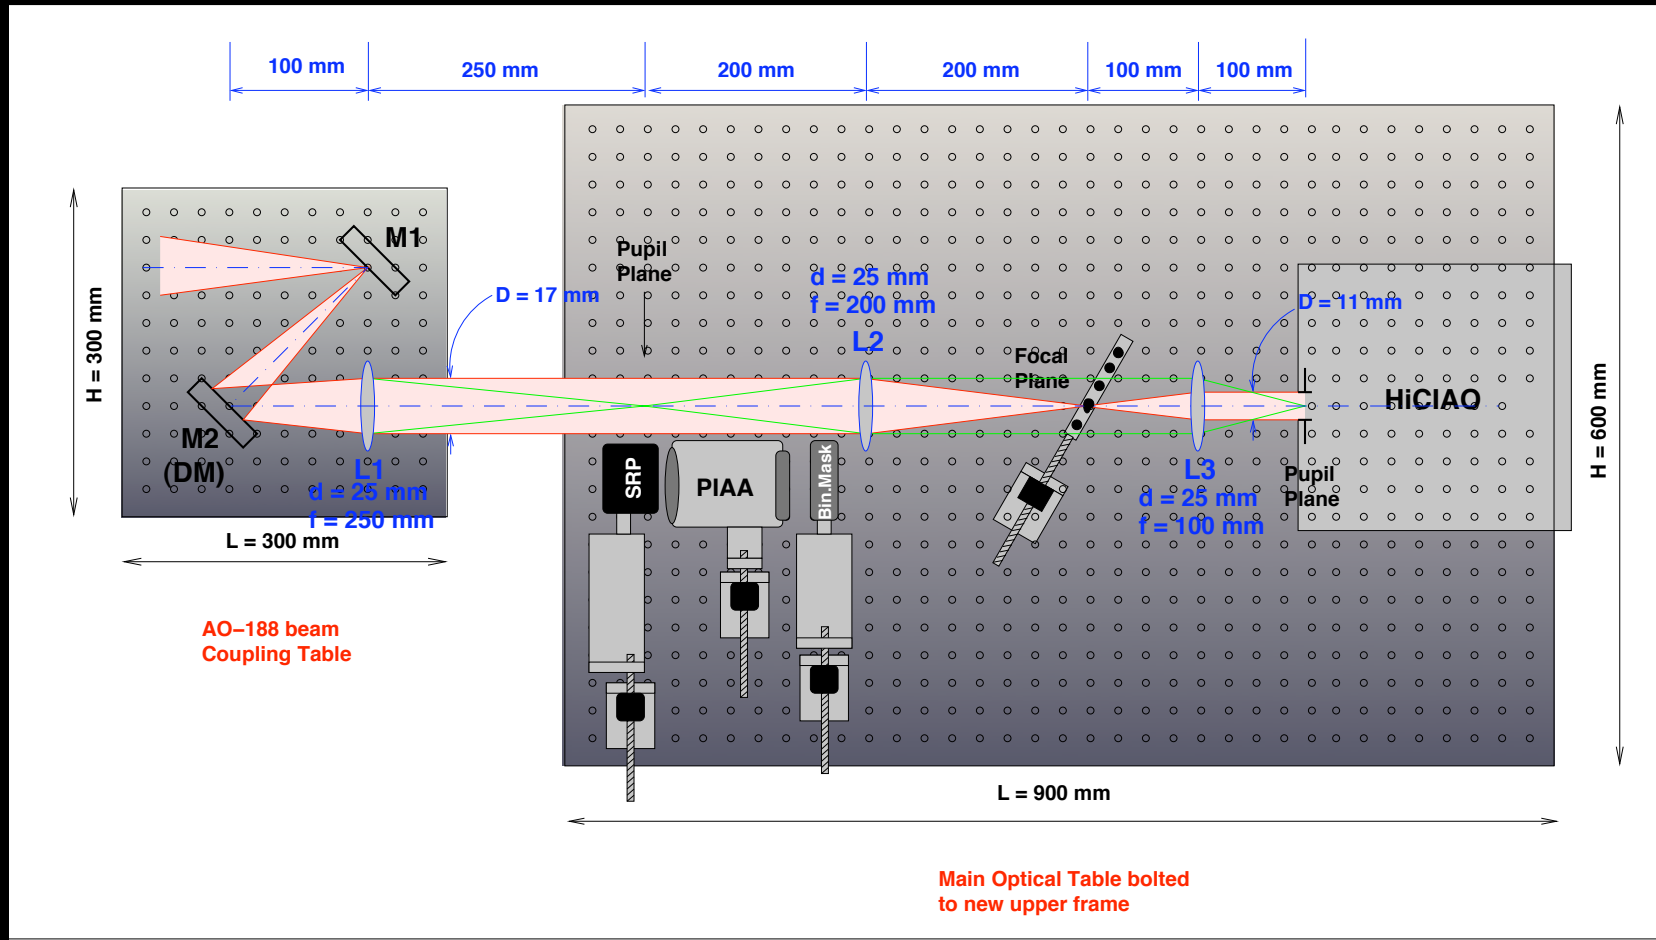 100 mm
250 mm
200 mm
200 mm
100 mm
100 mm
M1
Pupil
Plane
d = 25 mm
f = 200 mm
L2
D = 17 mm
D = 11 mm
H = 300 mm
Focal
Plane
HiCIAO
H = 600 mm
M2
(DM)
L1
d = 25 mm
f = 250 mm
SRP
PIAA
Bin.Mask
L3
d = 25 mm
f = 100 mm
Pupil
Plane
L = 300 mm
AO–188 beam
Coupling Table
L = 900 mm
Main Optical Table bolted
to new upper frame